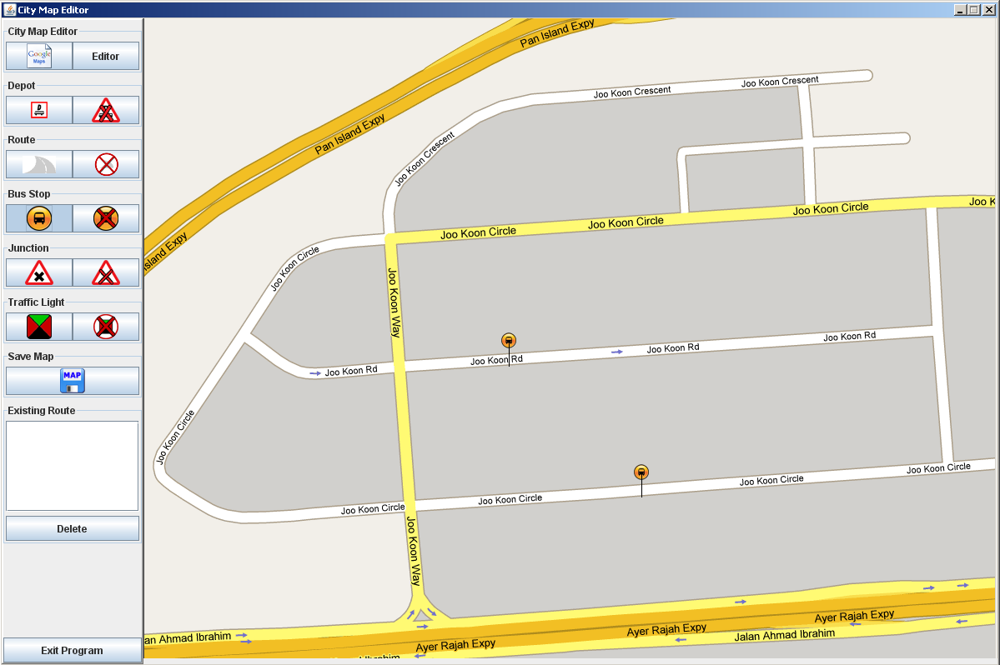 City Map Editor
City Map Editor
Google Maps
Editor
Depot
D
Route
Bus Stop
Junction
Traffic Light
Save Map
MAP
Existing Route
Delete
Exit Program
Pan Island Expy
Pan Island Expy
Island Expy
Joo Koon Crescent
Joo Koon Crescent
Joo Koon Crescent
Joo Koon Circle
Joo Koon Circle
Joo Koon Circle
Joo K
Joo Koon Circle
Joo Koon Way
Joo Koon Rd
Joo Koon Rd
Joo Koon Rd
Joo Koon Rd
Joo Koon Circle
Joo Koon Circle
Joo Koon Circle
Joo Koon Circle
Joo Koon Circle
Joo Koon Way
an Ahmad Ibrahim
Ayer Rajah Expy
Ayer Rajah Expy
Ayer Rajah Expy
Jalan Ahmad Ibrahim
Ibrahim